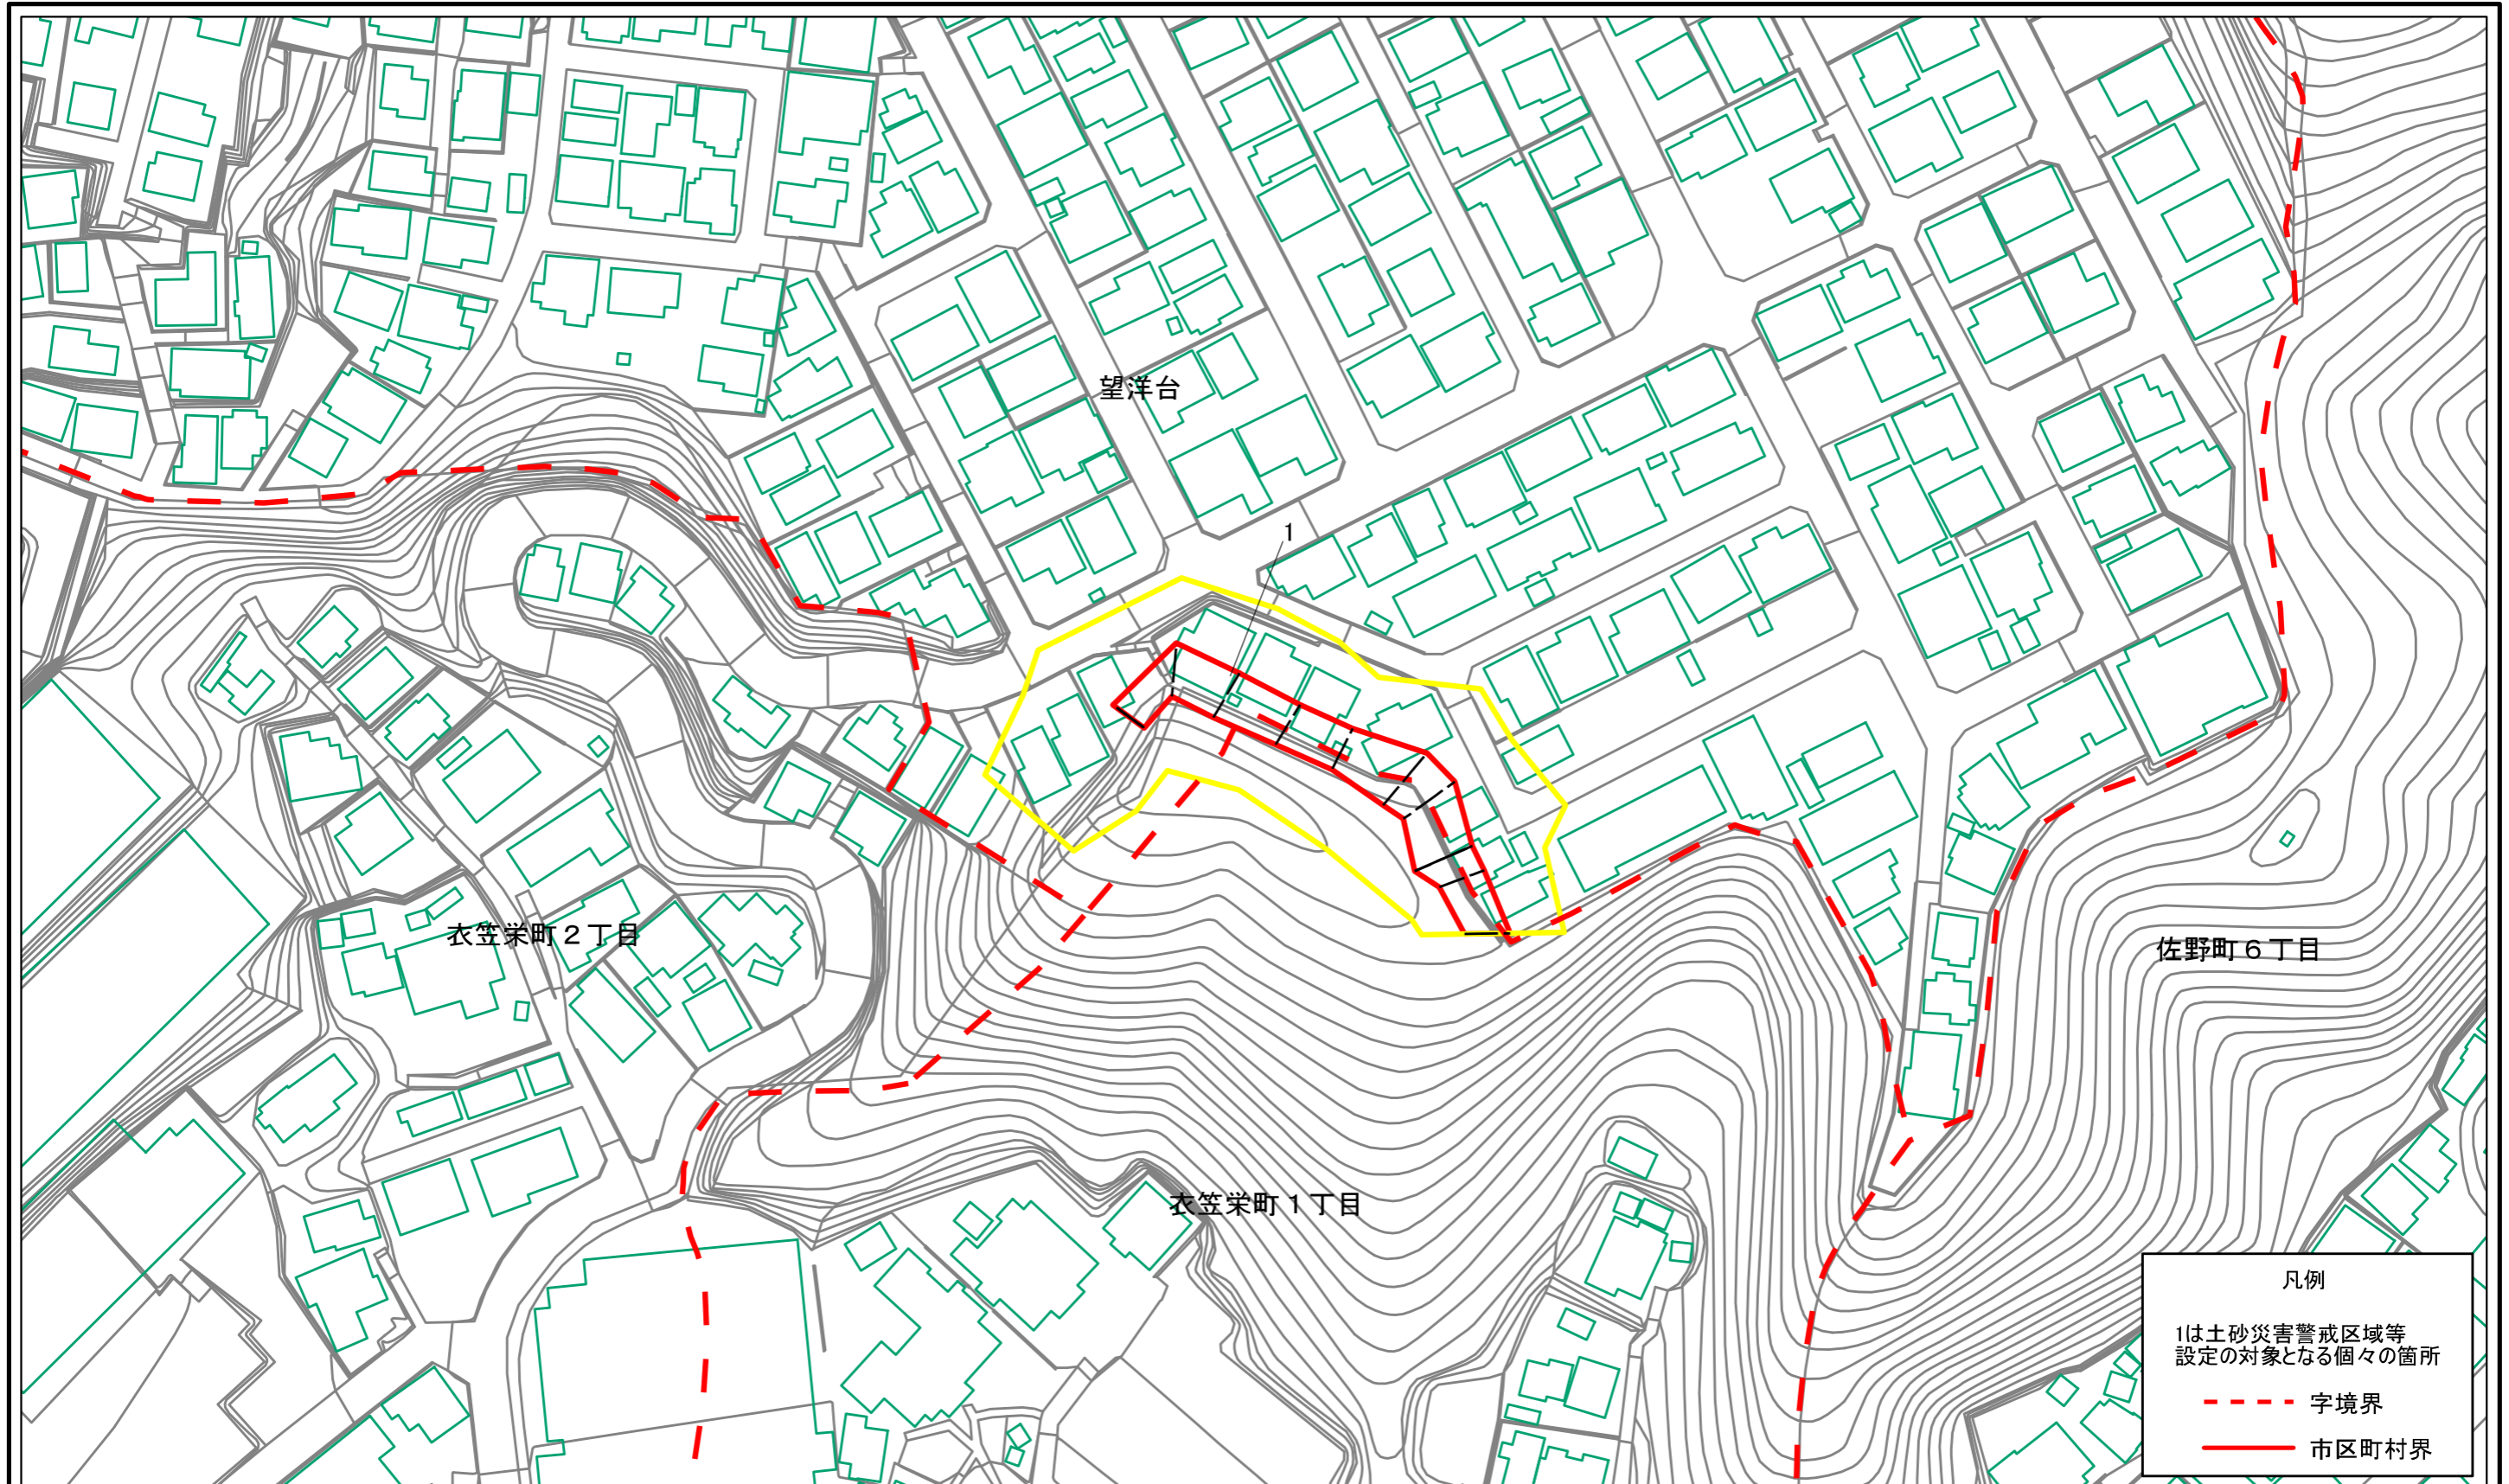 望洋台
1
衣笠栄町2丁目
佐野町6丁目
衣笠栄町1丁目
凡例
1は土砂災害警戒区域等
設定の対象となる個々の箇所
字境界
市区町村界